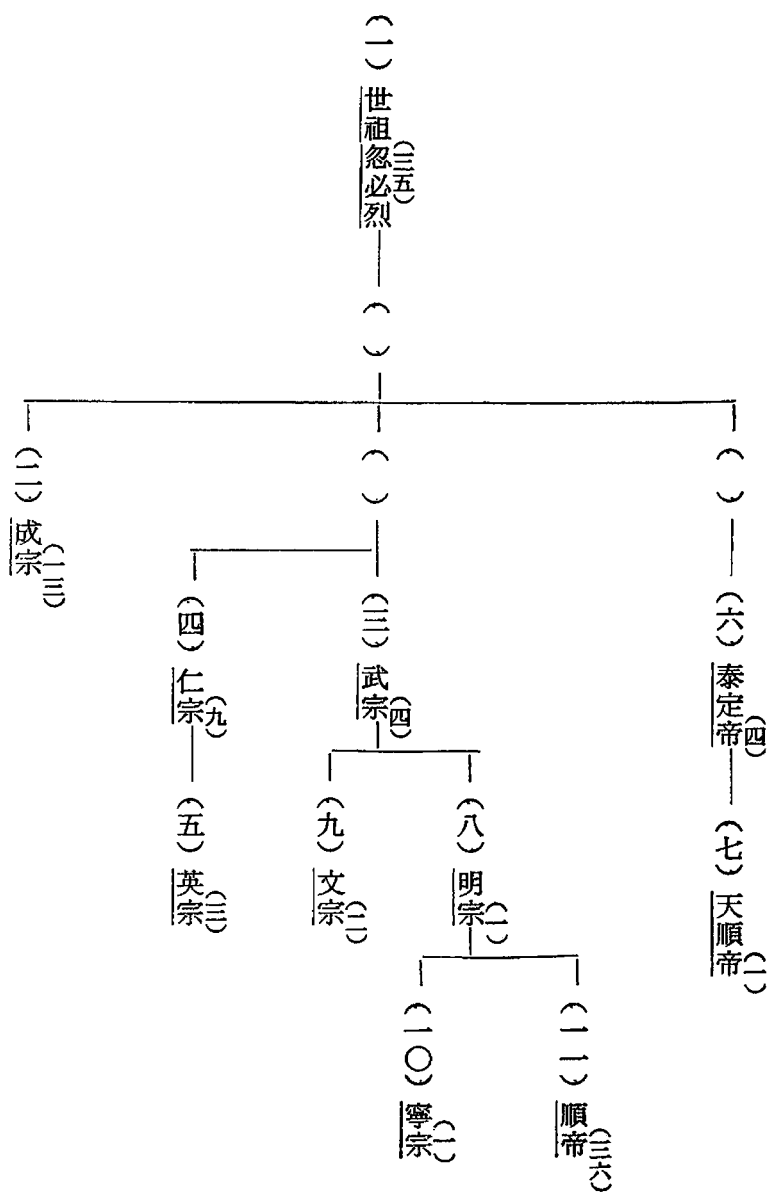 (一)世祖忽必烈(三五)
( )
( )
(六)泰定帝(四)
(七)天順帝(一)
( )
(三)武宗(四)
(八)明宗(一)
(一一)順帝(三六)
(一〇)寧宗(一)
(九)文宗(二)
(四)仁宗(九)
(五)英宗(三)
(二)成宗(一三)